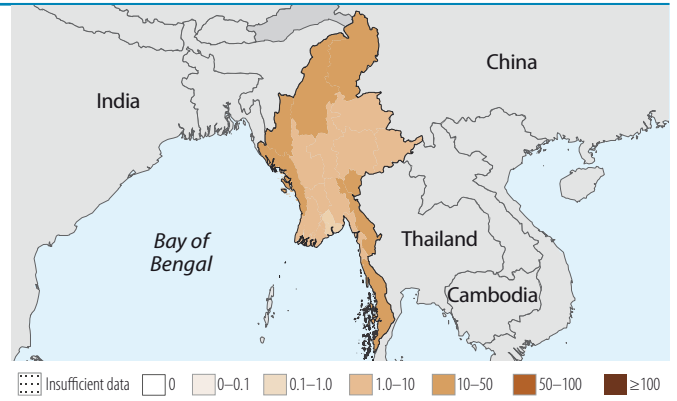 China
India
Bay of
Bengal
Thailand
Cambodia
Insufficient data 0 0–0.1 0.1–1.0 1.0–10 10–50 50–100 ≥100